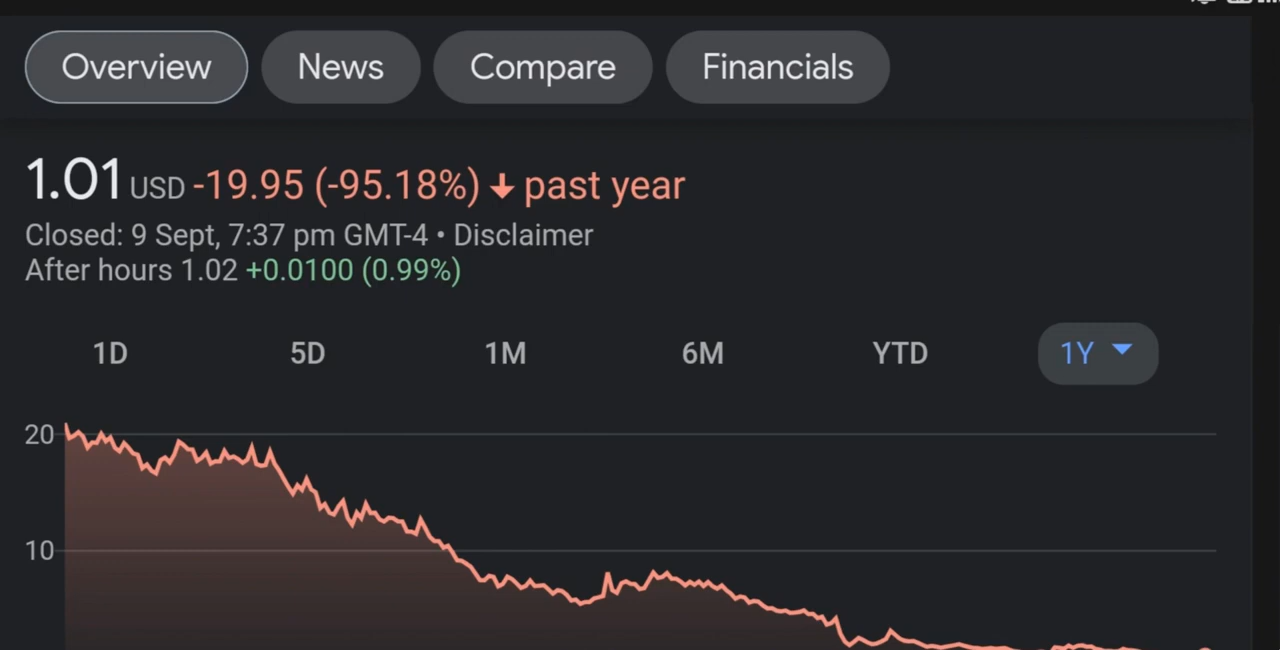 Overview News Compare Financials
1.01 USD -19.95 (-95.18%) ↓ past year
Closed: 9 Sept, 7:37 pm GMT-4 • Disclaimer
After hours 1.02 +0.0100 (0.99%)
1D 5D 1M 6M YTD 1Y
20
10